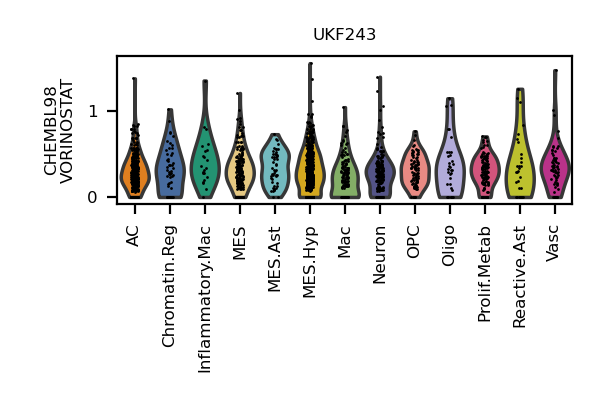 UKF243
CHEMBL98
VORINOSTAT
1
0
AC
Chromatin.Reg
Inflammatory.Mac
MES
MES.Ast
MES.Hyp
Mac
Neuron
OPC
Oligo
Prolif.Metab
Reactive.Ast
Vasc